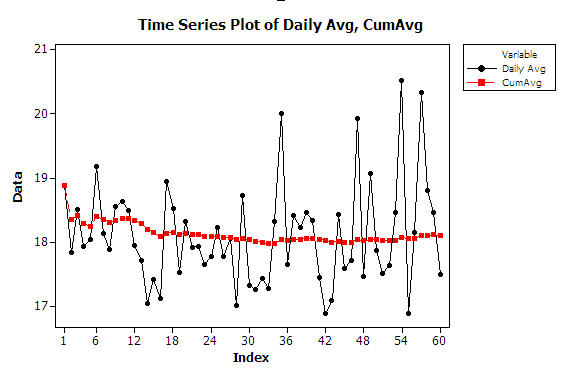 Time Series Plot of Daily Avg, CumAvg
21
20
19
18
17
Data
1 6 12 18 24 30 36 42 48 54 60
Index
Variable
Daily Avg
CumAvg